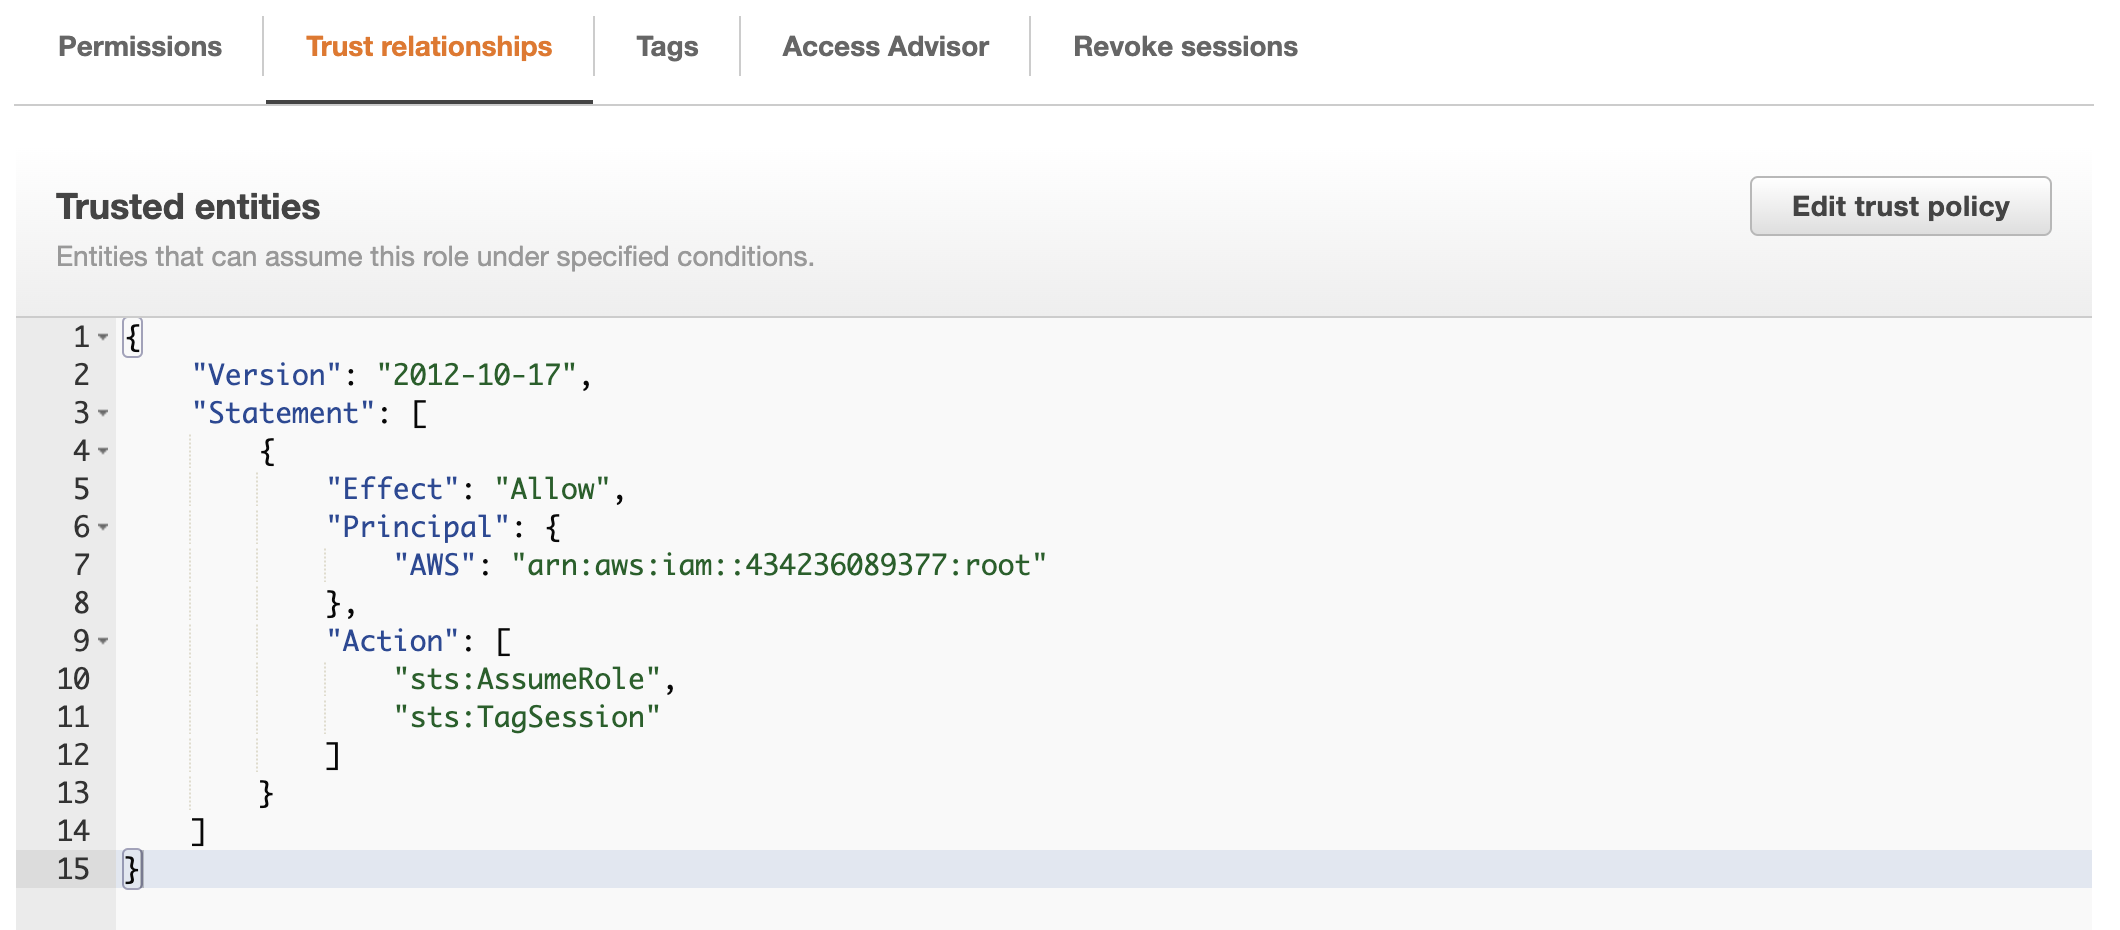 Permissions Trust relationships Tags Access Advisor Revoke sessions
Trusted entities
Edit trust policy
Entities that can assume this role under specified conditions.
1 {
2 "Version": "2012-10-17",
3 "Statement": [
4 {
5 "Effect": "Allow",
6 "Principal": {
7 "AWS": "arn:aws:iam::434236089377:root"
8 },
9 "Action": [
10 "sts:AssumeRole",
11 "sts:TagSession"
12 ]
13 }
14 ]
15 }